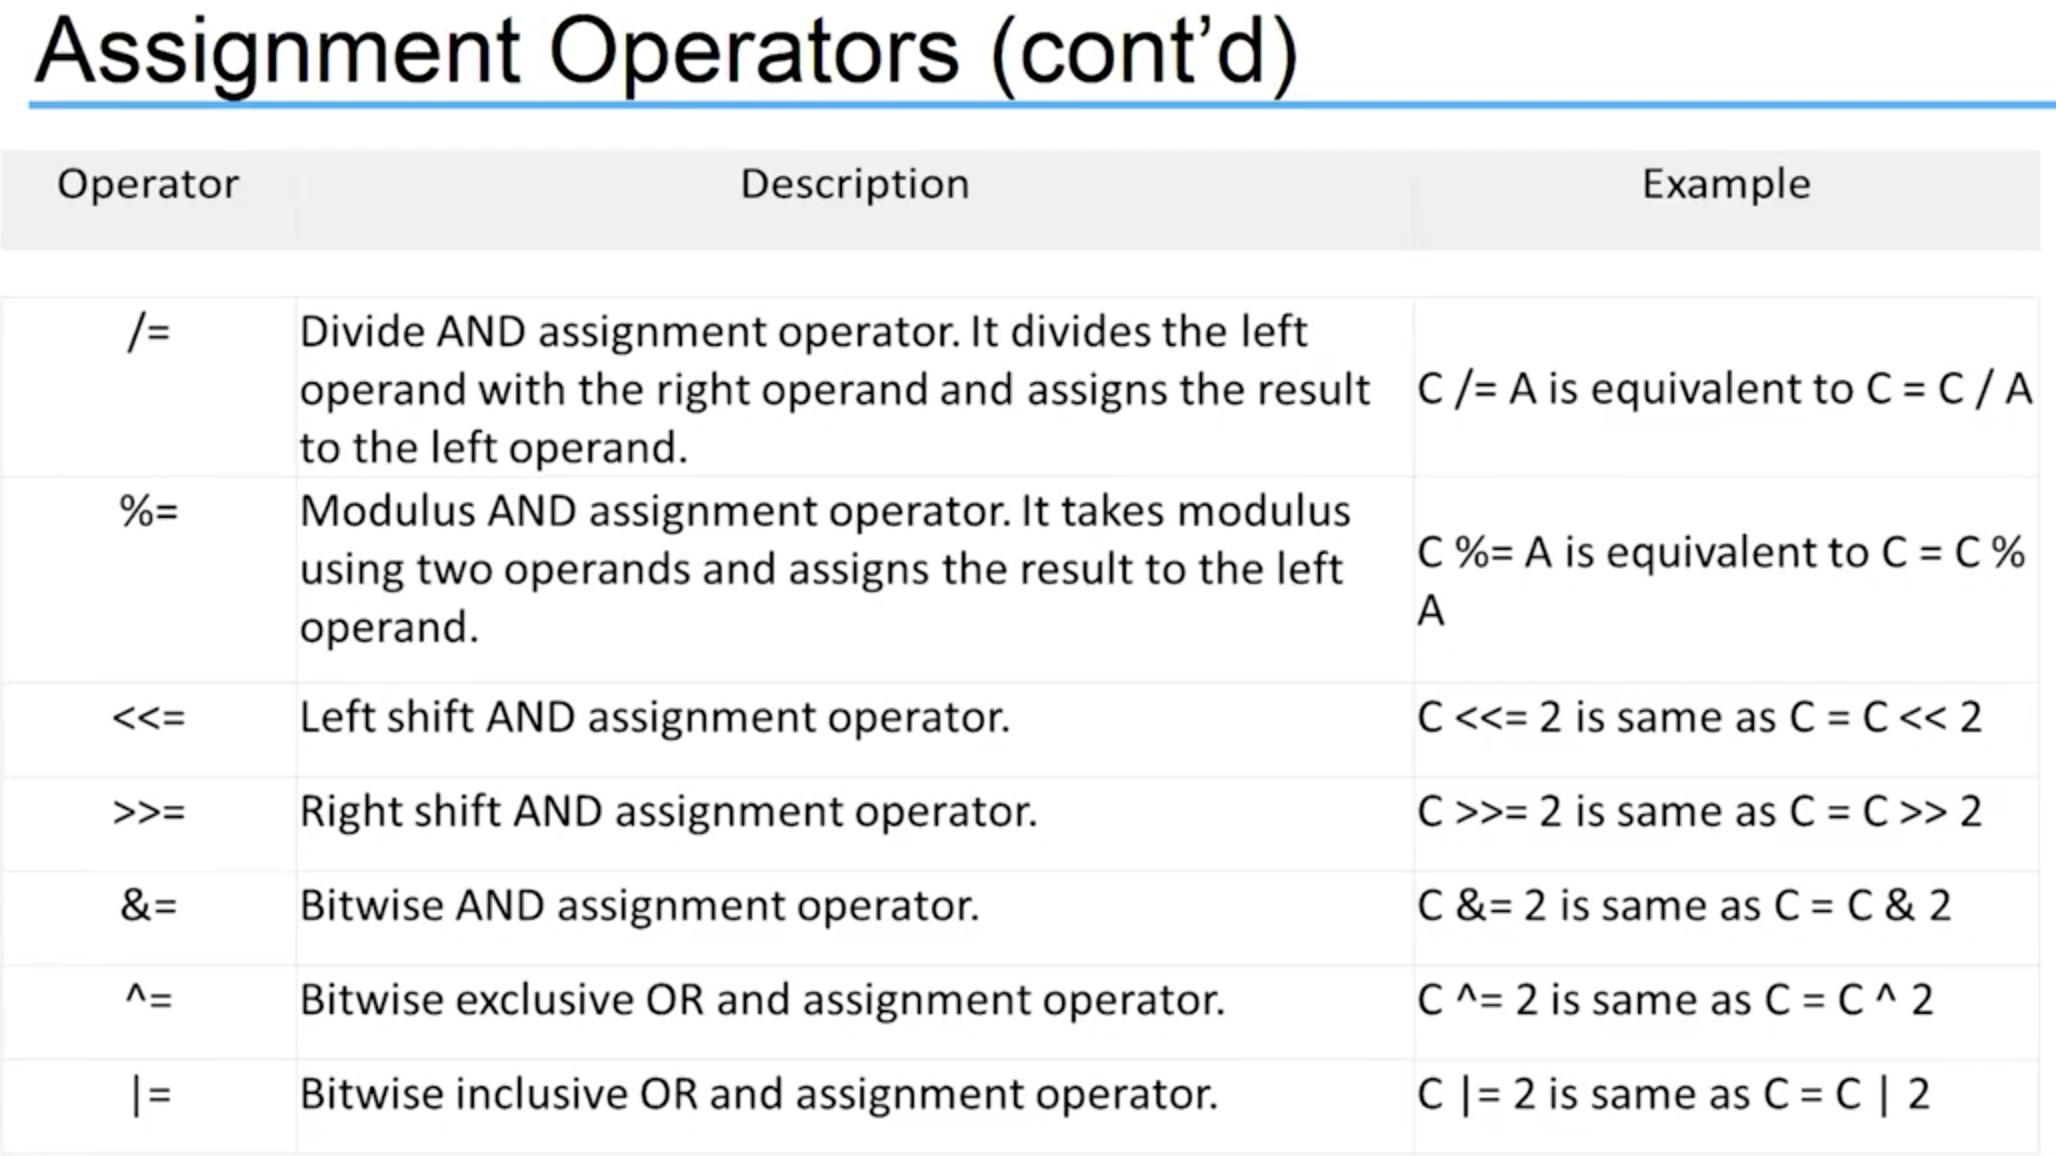 Assignment Operators (cont’d)
Operator Description Example
/= Divide AND assignment operator. It divides the left
operand with the right operand and assigns the result
to the left operand.
C /= A is equivalent to C = C / A
%= Modulus AND assignment operator. It takes modulus
using two operands and assigns the result to the left
operand.
C %= A is equivalent to C = C %
A
<<= Left shift AND assignment operator. C <<= 2 is same as C = C << 2
>>= Right shift AND assignment operator. C >>= 2 is same as C = C >> 2
&= Bitwise AND assignment operator. C &= 2 is same as C = C & 2
^= Bitwise exclusive OR and assignment operator. C ^= 2 is same as C = C ^ 2
|= Bitwise inclusive OR and assignment operator. C |= 2 is same as C = C | 2